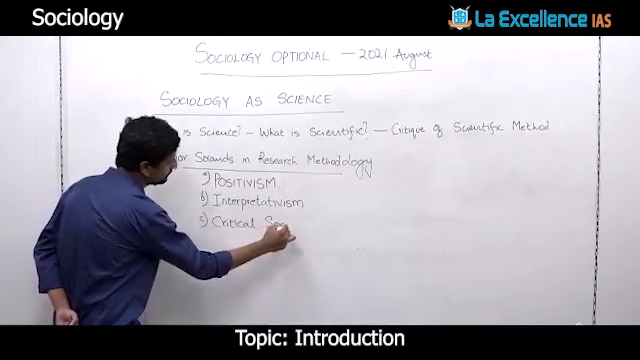 Sociology
La Excellence IAS
SOCIOLOGY OPTIONAL — 2021 August
SOCIOLOGY AS SCIENCE
is Science? — What is Scientific? — Critique of Scientific Method
Strands in Research Methodology
a) POSITIVISM.
b) Interpretativism
c) Critical
Topic: Introduction